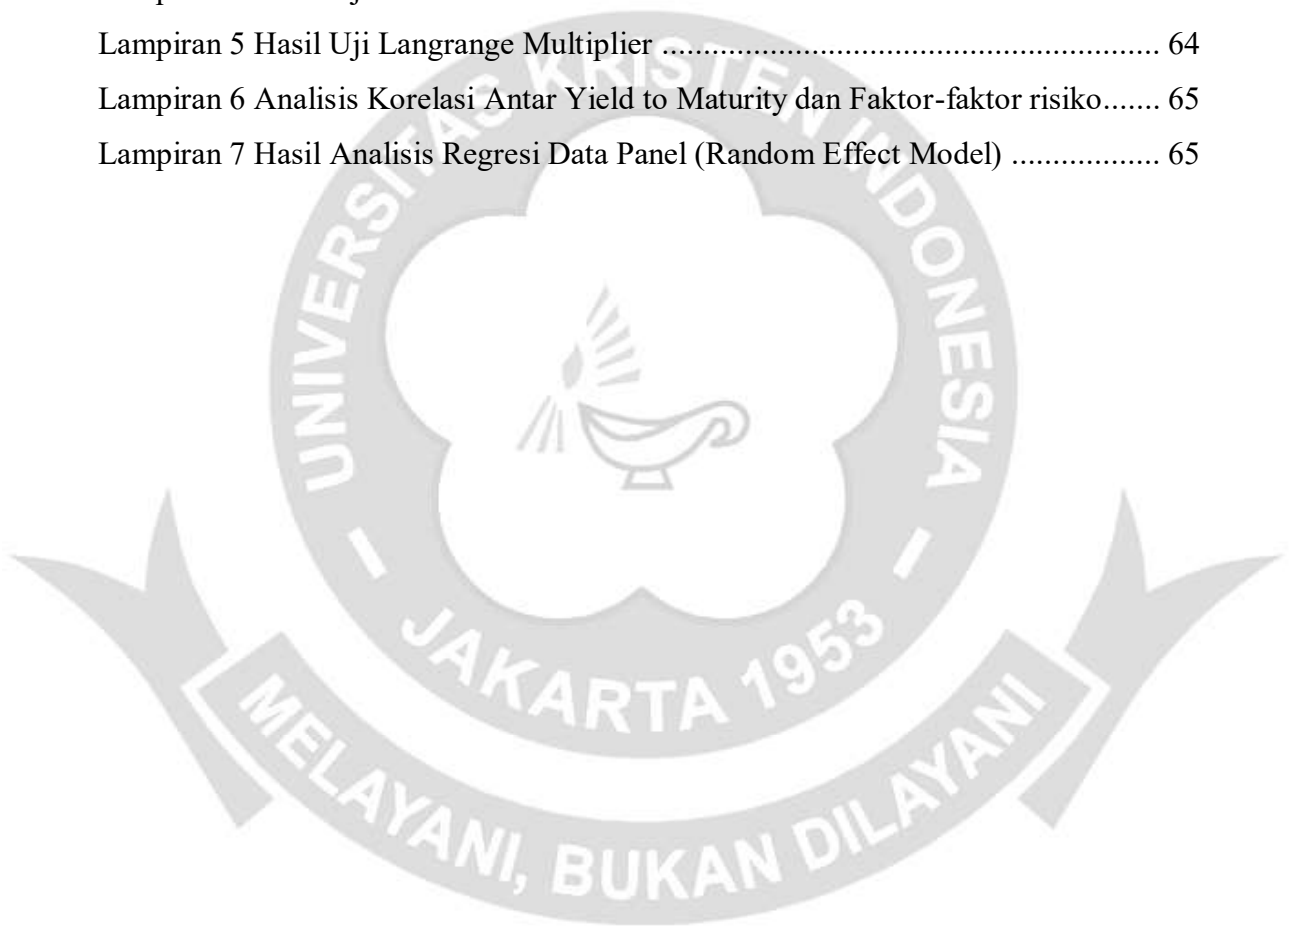 Lampiran 5 Hasil Uji Langrange Multiplier ............................................................ 64
Lampiran 6 Analisis Korelasi Antar Yield to Maturity dan Faktor-faktor risiko....... 65
Lampiran 7 Hasil Analisis Regresi Data Panel (Random Effect Model) .................. 65
UNIVERSITAS KRISTEN INDONESIA
JAKARTA 1953
MELAYANI, BUKAN DILAYANI